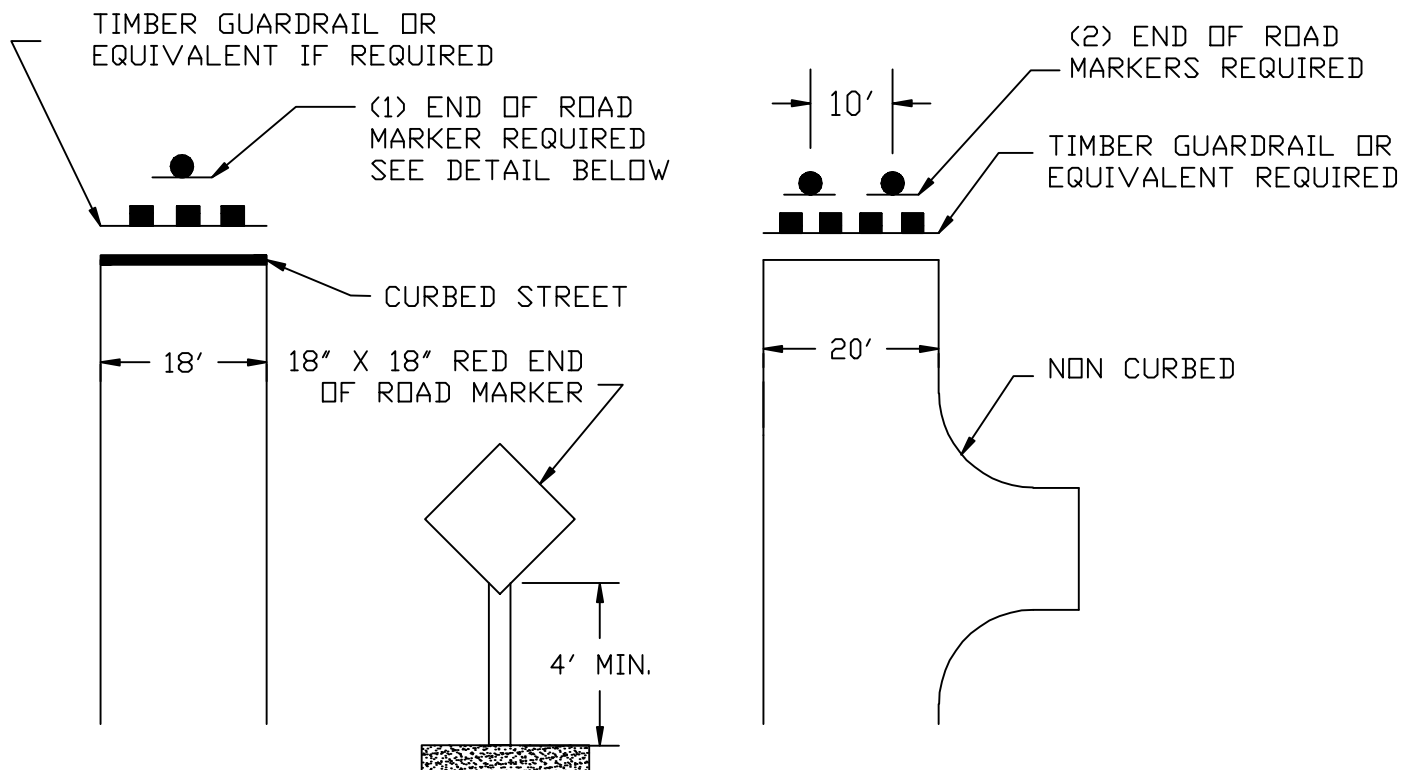 TIMBER GUARDRAIL OR
EQUIVALENT IF REQUIRED
(1) END OF ROAD
MARKER REQUIRED
SEE DETAIL BELOW
CURBED STREET
18'
18" X 18" RED END
OF ROAD MARKER
4' MIN.
(2) END OF ROAD
MARKERS REQUIRED
10'
TIMBER GUARDRAIL OR
EQUIVALENT REQUIRED
20'
NON CURBED